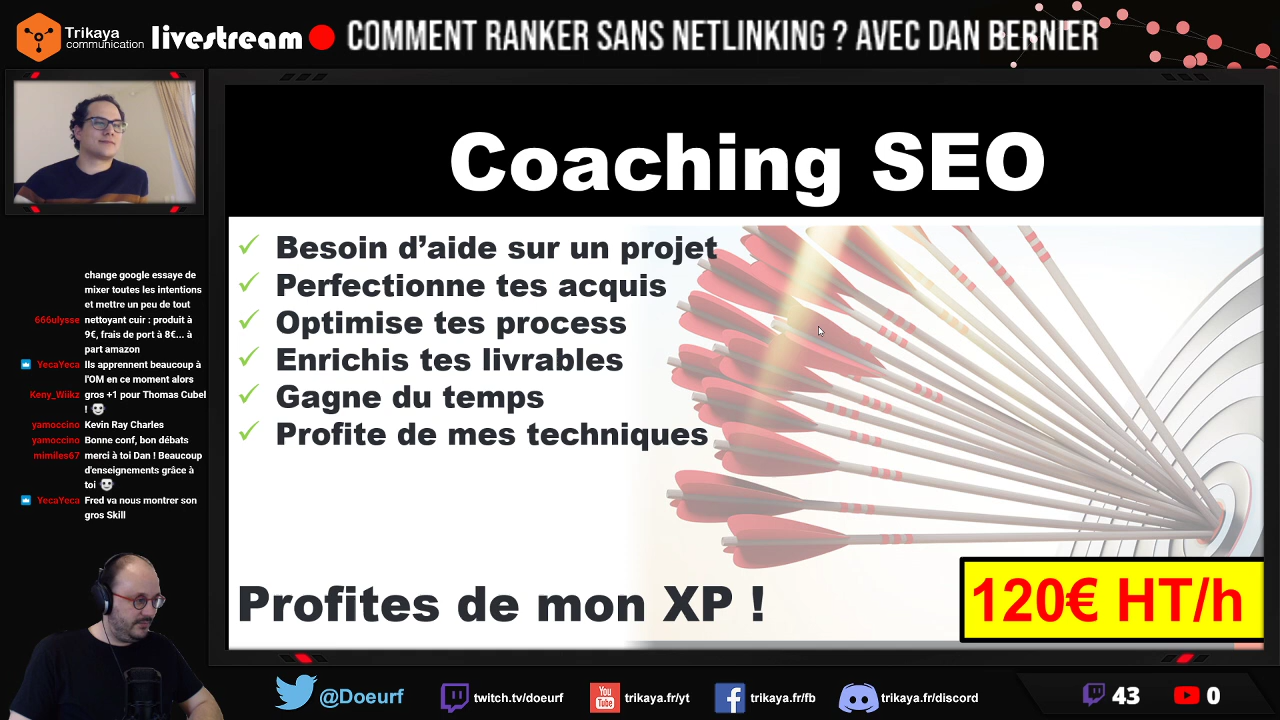 Trikaya
communication
livestream
COMMENT RANKER SANS NETLINKING ? AVEC DAN BERNIER
Coaching SEO
Besoin d'aide sur un projet
Perfectionne tes acquis
Optimise tes process
Enrichis tes livrables
Gagne du temps
Profite de mes techniques
Profites de mon XP !
120€ HT/h
change google essaye de
mixer toutes les intentions
et mettre un peu de tout
666ulysse nettoyant cuir : produit à
9€, frais de port à 8€... à
part amazon
YecaYeca Ils apprennent beaucoup à
l'OM en ce moment alors
Keny_Wiikz gros +1 pour Thomas Cubel
!
yamoccino Kevin Ray Charles
yamoccino Bonne conf, bon débats
mimiles67 merci à toi Dan ! Beaucoup
d'enseignements grâce à
toi
YecaYeca Fred va nous montrer son
gros Skill
@Doeurf
twitch.tv/doeurf
You
Tube
trikaya.fr/yt
trikaya.fr/fb
trikaya.fr/discord
43
0